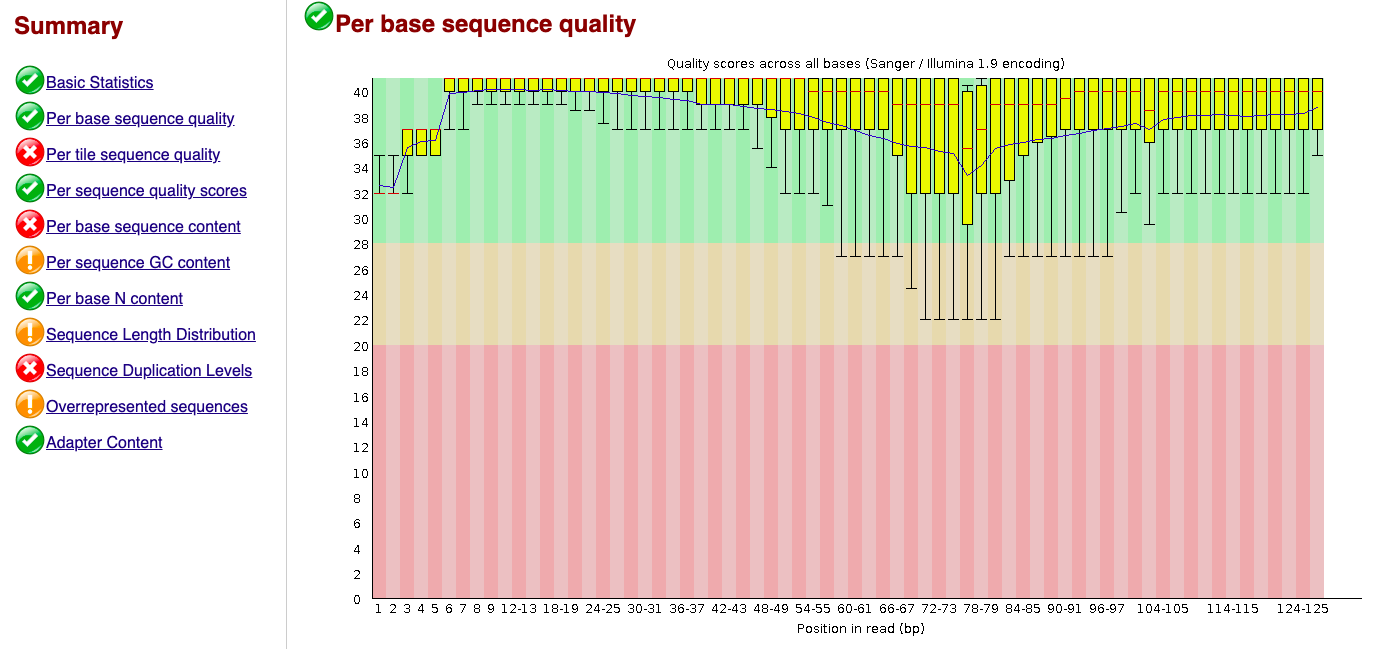 Summary
Basic Statistics
Per base sequence quality
Per tile sequence quality
Per sequence quality scores
Per base sequence content
Per sequence GC content
Per base N content
Sequence Length Distribution
Sequence Duplication Levels
Overrepresented sequences
Adapter Content
Per base sequence quality
Quality scores across all bases (Sanger / Illumina 1.9 encoding)
40
38
36
34
32
30
28
26
24
22
20
18
16
14
12
10
8
6
4
2
0
1 2 3 4 5 6 7 8 9 12-13 18-19 24-25 30-31 36-37 42-43 48-49 54-55 60-61 66-67 72-73 78-79 84-85 90-91 96-97 104-105 114-115 124-125
Position in read (bp)